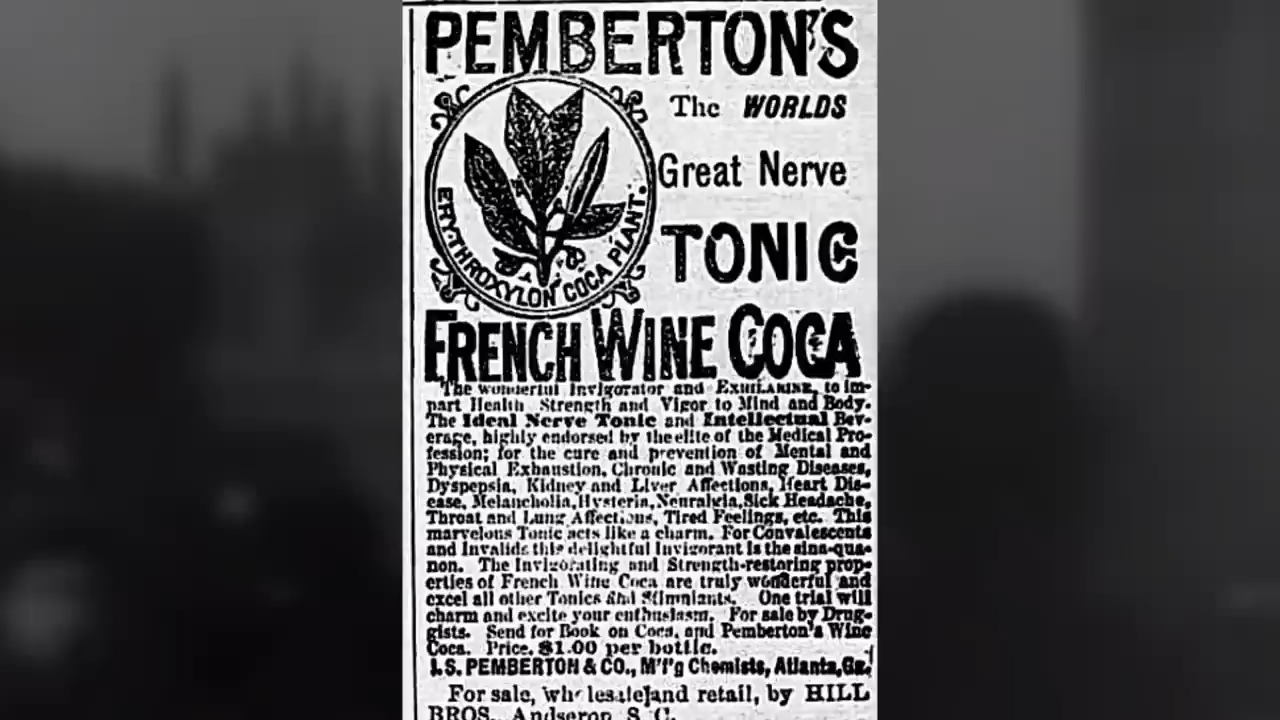 PEMBERTON'S
The WORLDS
Great Nerve
TONIC
ERYTHROXYLON COCA PLANT.
FRENCH WINE COCA
The wonderful Invigorator and EXHILARINE, to im-
part Health Strength and Vigor to Mind and Body.
The Ideal Nerve Tonic and Intellectual Bev-
erage, highly endorsed by the elite of the Medical Pro-
fession; for the cure and prevention of Mental and
Physical Exhaustion, Chronic and Wasting Diseases,
Dyspepsia, Kidney and Liver Affections, Heart Dis-
ease, Melancholia, Hysteria, Neuralgia, Sick Headache,
Throat and Lung Affections, Tired Feelings, etc. This
marvelous Tonic acts like a charm. For Convalescents
and Invalids this delightful Invigorant is the sina-qua-
non. The Invigorating and Strength-restoring prop-
erties of French Wine Coca are truly wonderful and
excel all other Tonics and Stimulants. One trial will
charm and excite your enthusiasm. For sale by Drug-
gists. Send for Book on Coca, and Pemberton's Wine
Coca. Price, $1.00 per bottle.
J.S. PEMBERTON & CO., M'f'g Chemists, Atlanta, Ga.
For sale, wholesale and retail, by HILL
BROS., Anderson, S. C.